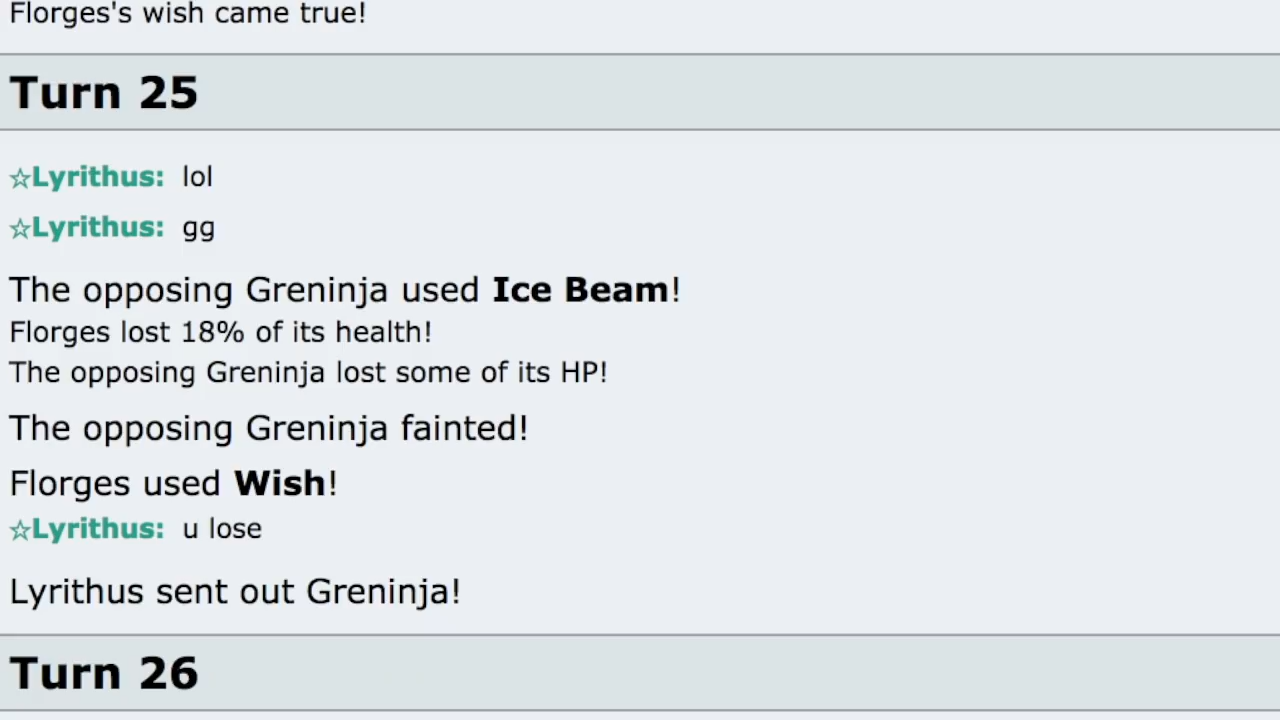 Florges's wish came true!
Turn 25
☆Lyrithus: lol
☆Lyrithus: gg
The opposing Greninja used Ice Beam!
Florges lost 18% of its health!
The opposing Greninja lost some of its HP!
The opposing Greninja fainted!
Florges used Wish!
☆Lyrithus: u lose
Lyrithus sent out Greninja!
Turn 26